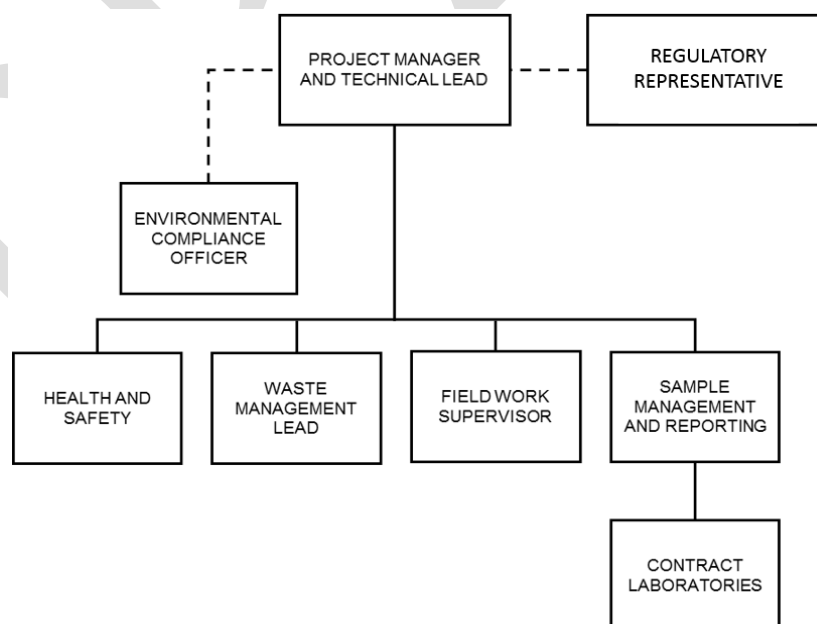 PROJECT MANAGER
AND TECHNICAL LEAD
REGULATORY
REPRESENTATIVE
ENVIRONMENTAL
COMPLIANCE
OFFICER
HEALTH AND
SAFETY
WASTE
MANAGEMENT
LEAD
FIELD WORK
SUPERVISOR
SAMPLE
MANAGEMENT
AND REPORTING
CONTRACT
LABORATORIES